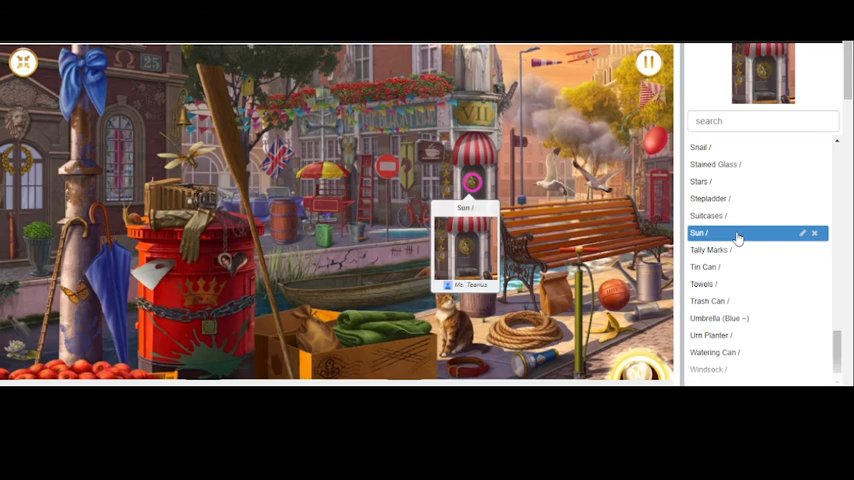 25
VII
search
Snail /
Stained Glass /
Stars /
Stepladder /
Suitcases /
Sun /
Tally Marks /
Tin Can /
Towels /
Trash Can /
Umbrella (Blue ~)
Urn Planter /
Watering Can /
Windsock /
Sun /
Ms. Tearius